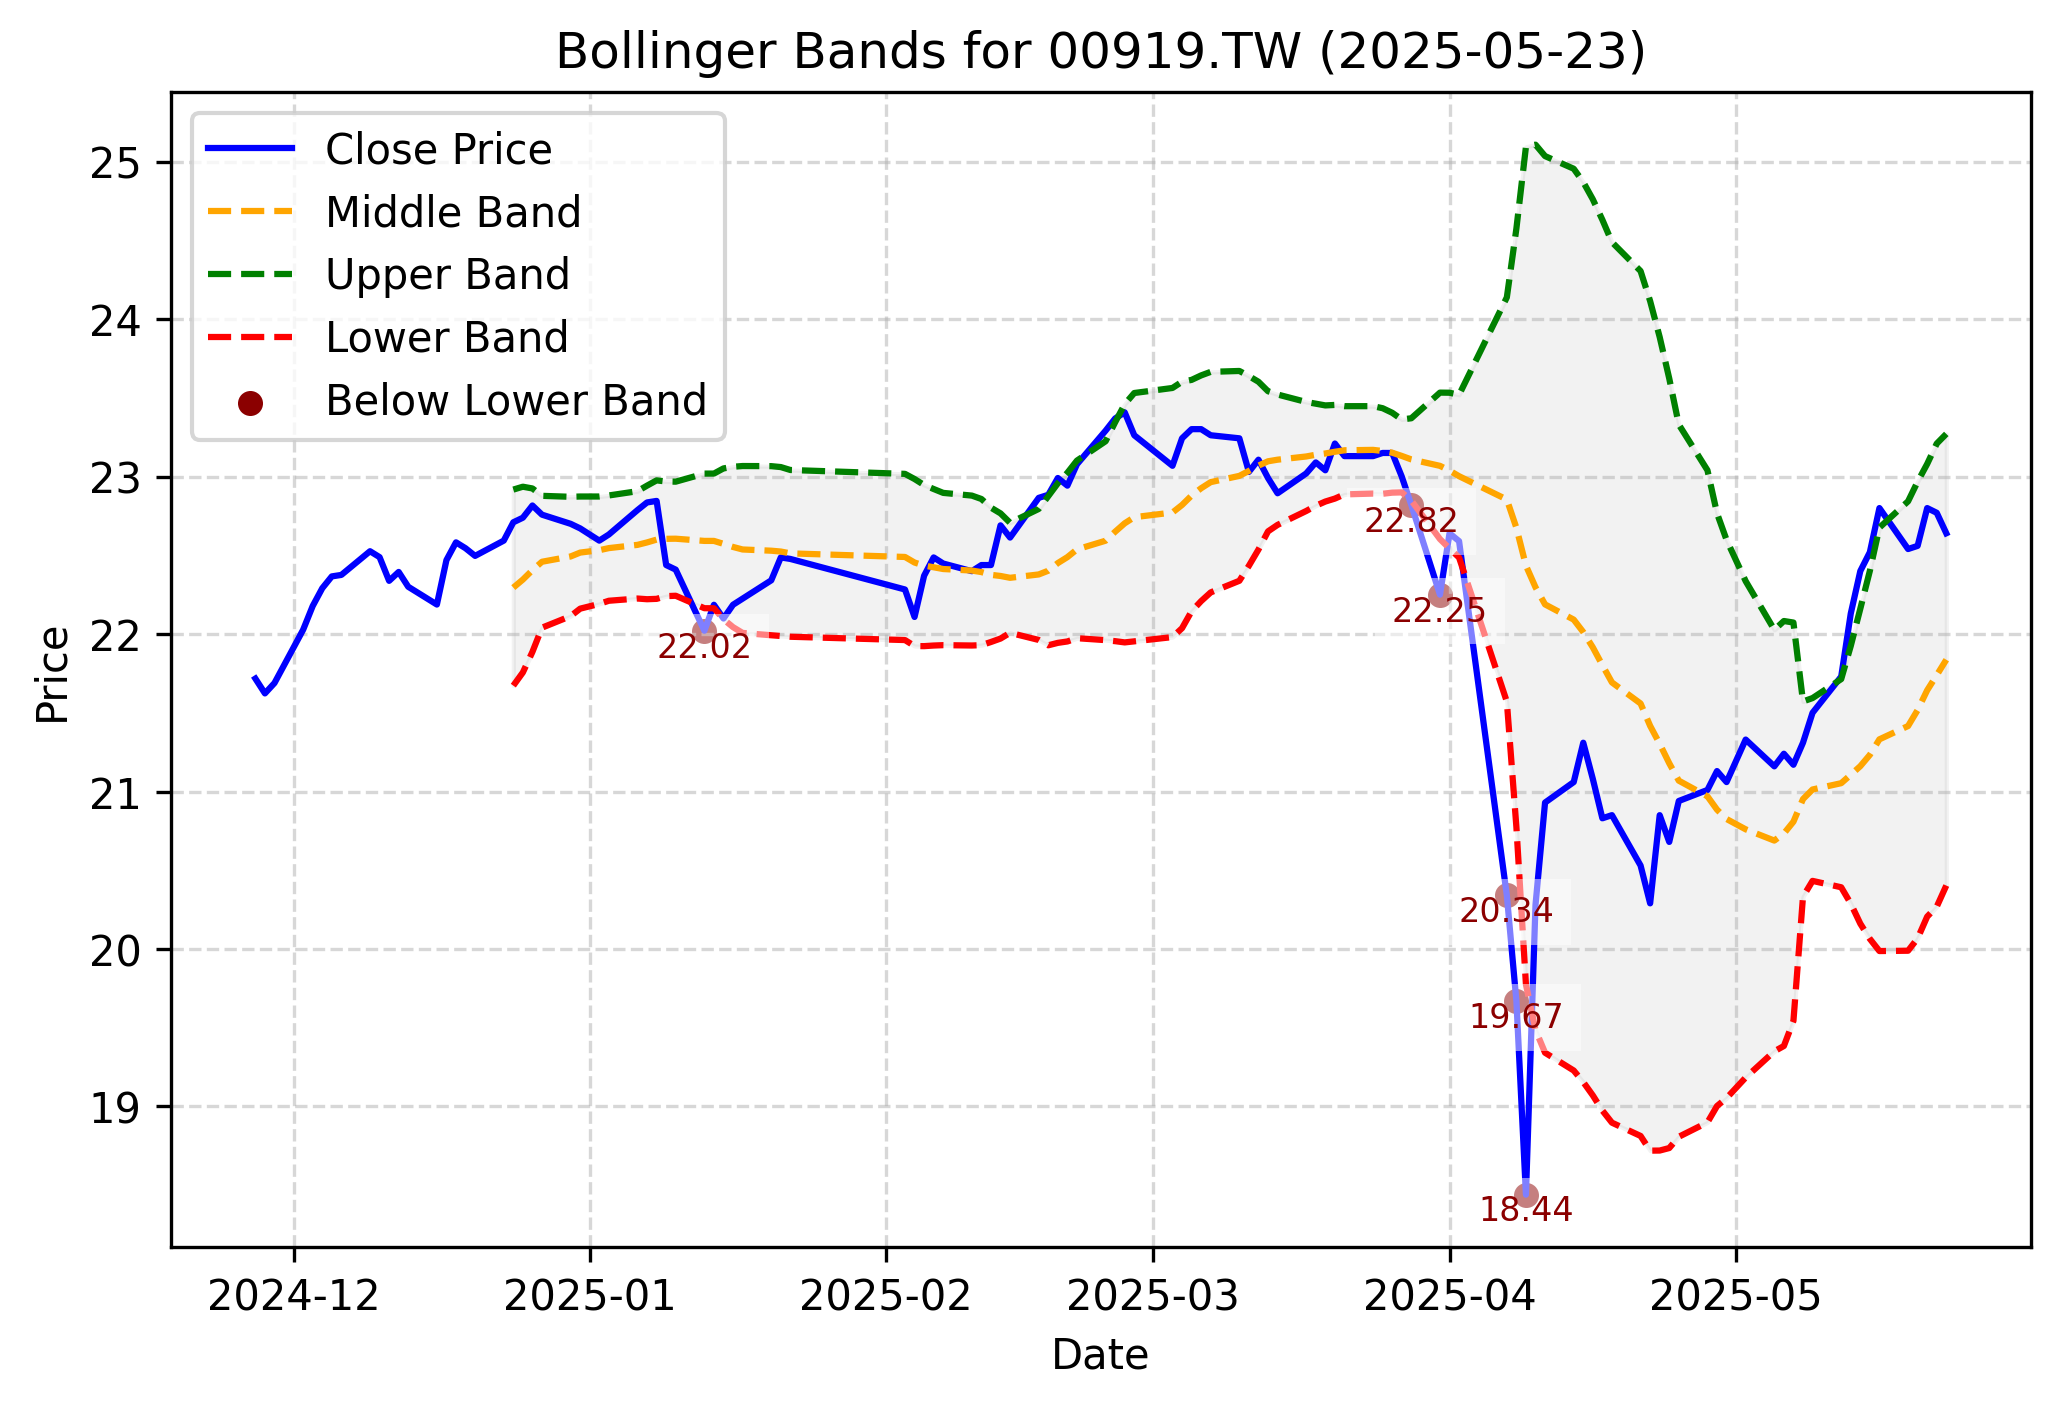 Bollinger Bands for 00919.TW (2025-05-23)
Close Price
Middle Band
Upper Band
Lower Band
Below Lower Band
Price
25
24
23
22
21
20
19
22.02
22.82
22.25
20.34
19.67
18.44
2024-12
2025-01
2025-02
2025-03
2025-04
2025-05
Date